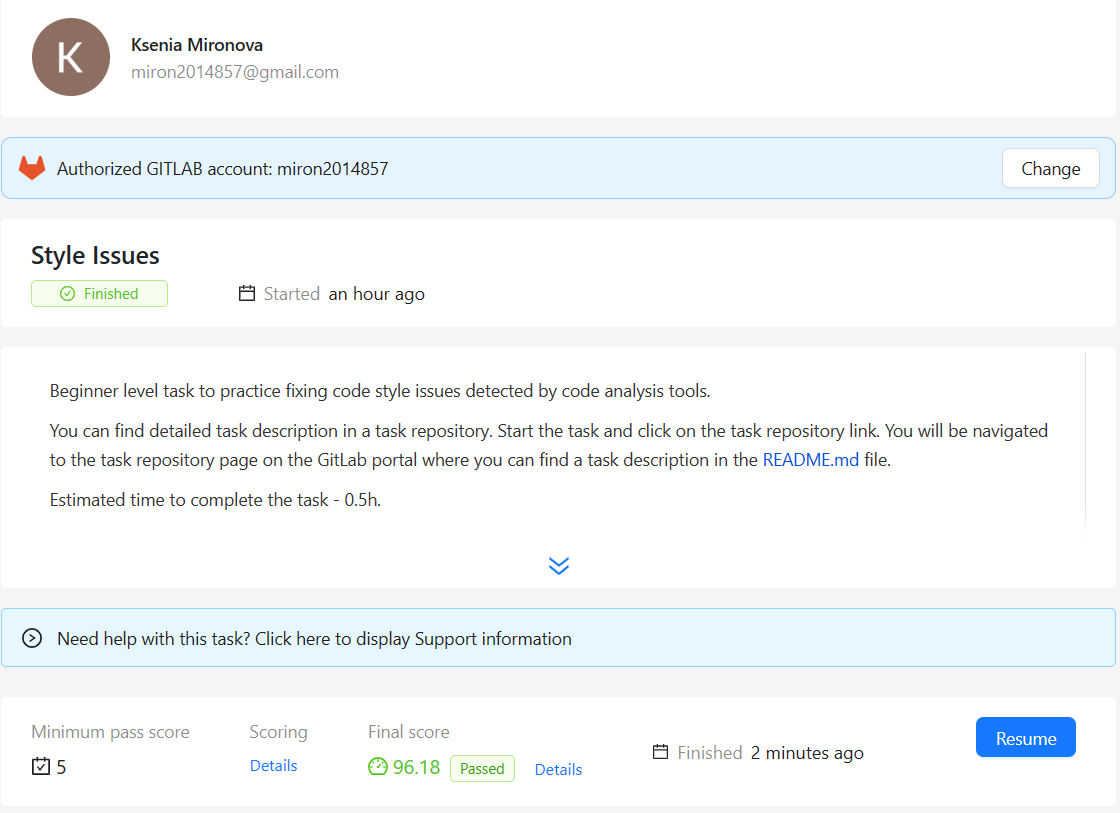 K
Ksenia Mironova
miron2014857@gmail.com
Authorized GITLAB account: miron2014857
Change
Style Issues
Finished
Started an hour ago
Beginner level task to practice fixing code style issues detected by code analysis tools.
You can find detailed task description in a task repository. Start the task and click on the task repository link. You will be navigated
to the task repository page on the GitLab portal where you can find a task description in the README.md file.
Estimated time to complete the task - 0.5h.
Need help with this task? Click here to display Support information
Minimum pass score
5
Scoring
Details
Final score
96.18 Passed Details
Finished 2 minutes ago
Resume